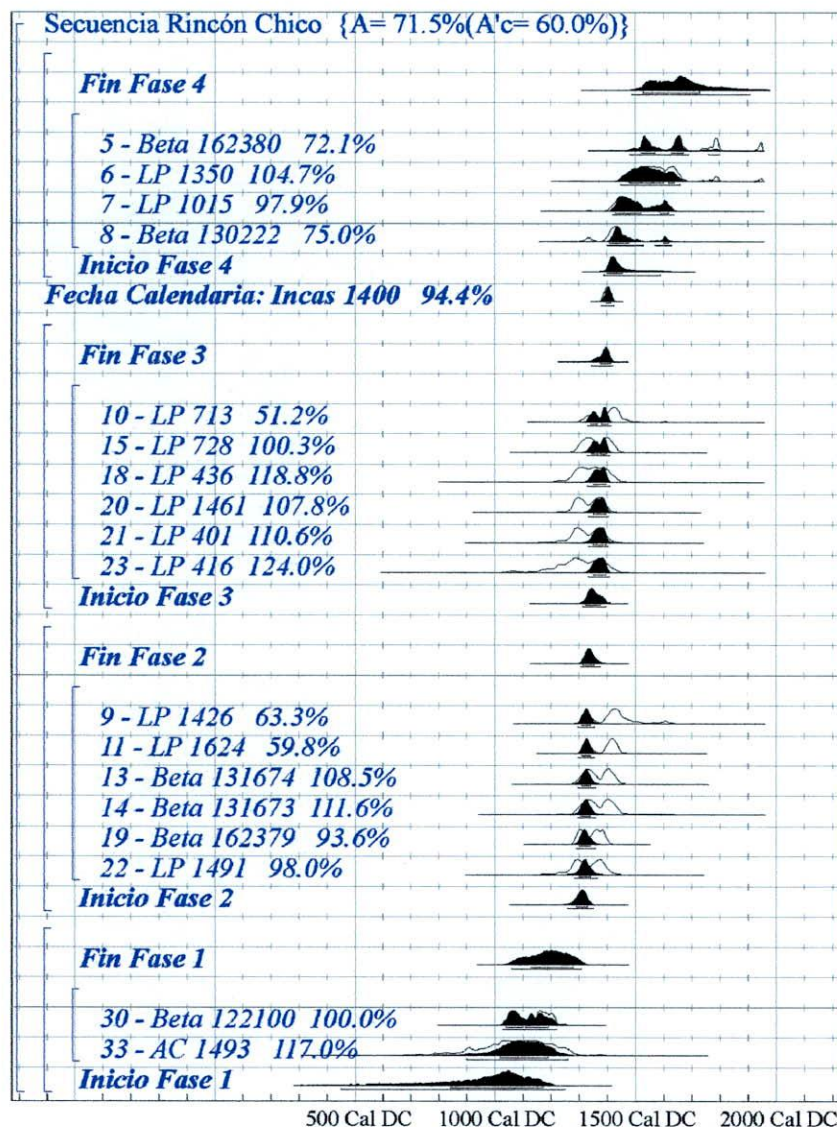 Secuencia Rincón Chico {A= 71.5%(A'c= 60.0%)}
Fin Fase 4
5 - Beta 162380 72.1%
6 - LP 1350 104.7%
7 - LP 1015 97.9%
8 - Beta 130222 75.0%
Inicio Fase 4
Fecha Calendaria: Incas 1400 94.4%
Fin Fase 3
10 - LP 713 51.2%
15 - LP 728 100.3%
18 - LP 436 118.8%
20 - LP 1461 107.8%
21 - LP 401 110.6%
23 - LP 416 124.0%
Inicio Fase 3
Fin Fase 2
9 - LP 1426 63.3%
11 - LP 1624 59.8%
13 - Beta 131674 108.5%
14 - Beta 131673 111.6%
19 - Beta 162379 93.6%
22 - LP 1491 98.0%
Inicio Fase 2
Fin Fase 1
30 - Beta 122100 100.0%
33 - AC 1493 117.0%
Inicio Fase 1
500 Cal DC 1000 Cal DC 1500 Cal DC 2000 Cal DC